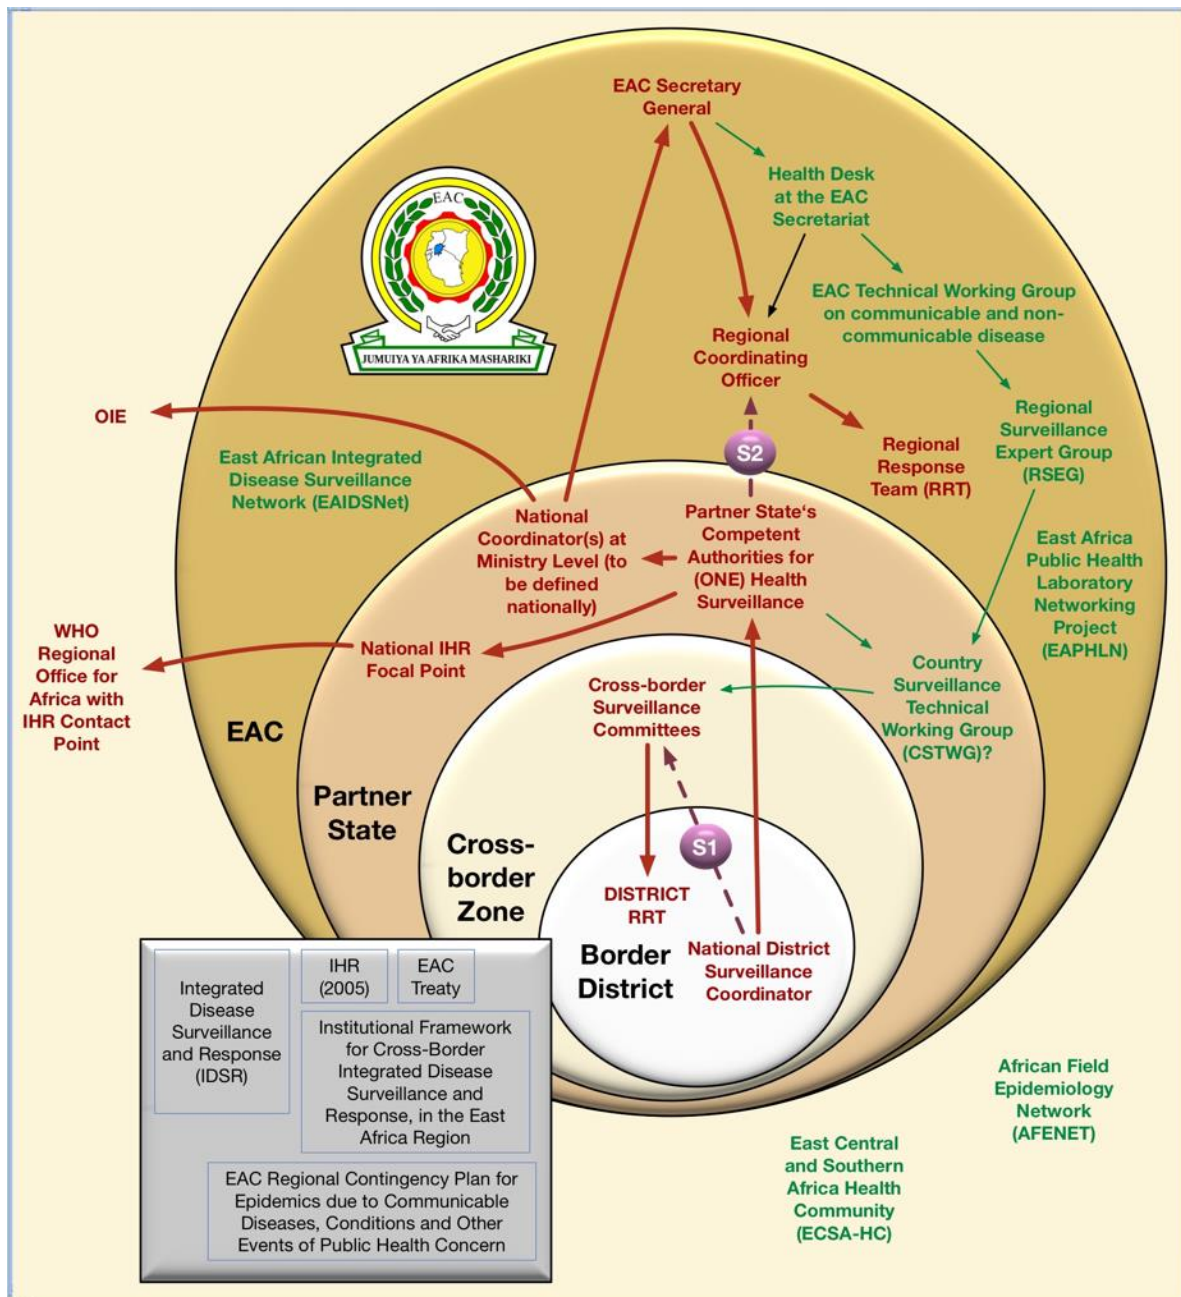 EAC Secretary
General
Health Desk
at the EAC
Secretariat
EAC
JUMUIYA YA AFRIKA MASHARIKI
EAC Technical Working Group
on communicable and non-
communicable disease
Regional
Coordinating
Officer
OIE
East African Integrated
Disease Surveillance
Network (EAIDSNet)
S2
Regional
Response
Team (RRT)
Regional
Surveillance
Expert Group
(RSEG)
National
Coordinator(s) at
Ministry Level (to
be defined
nationally)
Partner State‘s
Competent
Authorities for
(ONE) Health
Surveillance
East Africa
Public Health
Laboratory
Networking
Project
(EAPHLN)
WHO
Regional
Office for
Africa with
IHR Contact
Point
National IHR
Focal Point
Country
Surveillance
Technical
Working Group
(CSTWG)?
Cross-border
Surveillance
Committees
EAC
Partner
State
Cross-
border
Zone
S1
DISTRICT
RRT
Border
District
National District
Surveillance
Coordinator
Integrated
Disease
Surveillance
and Response
(IDSR)
IHR
(2005)
EAC
Treaty
Institutional Framework
for Cross-Border
Integrated Disease
Surveillance and
Response, in the East
Africa Region
EAC Regional Contingency Plan for
Epidemics due to Communicable
Diseases, Conditions and Other
Events of Public Health Concern
African Field
Epidemiology
Network
(AFENET)
East Central
and Southern
Africa Health
Community
(ECSA-HC)